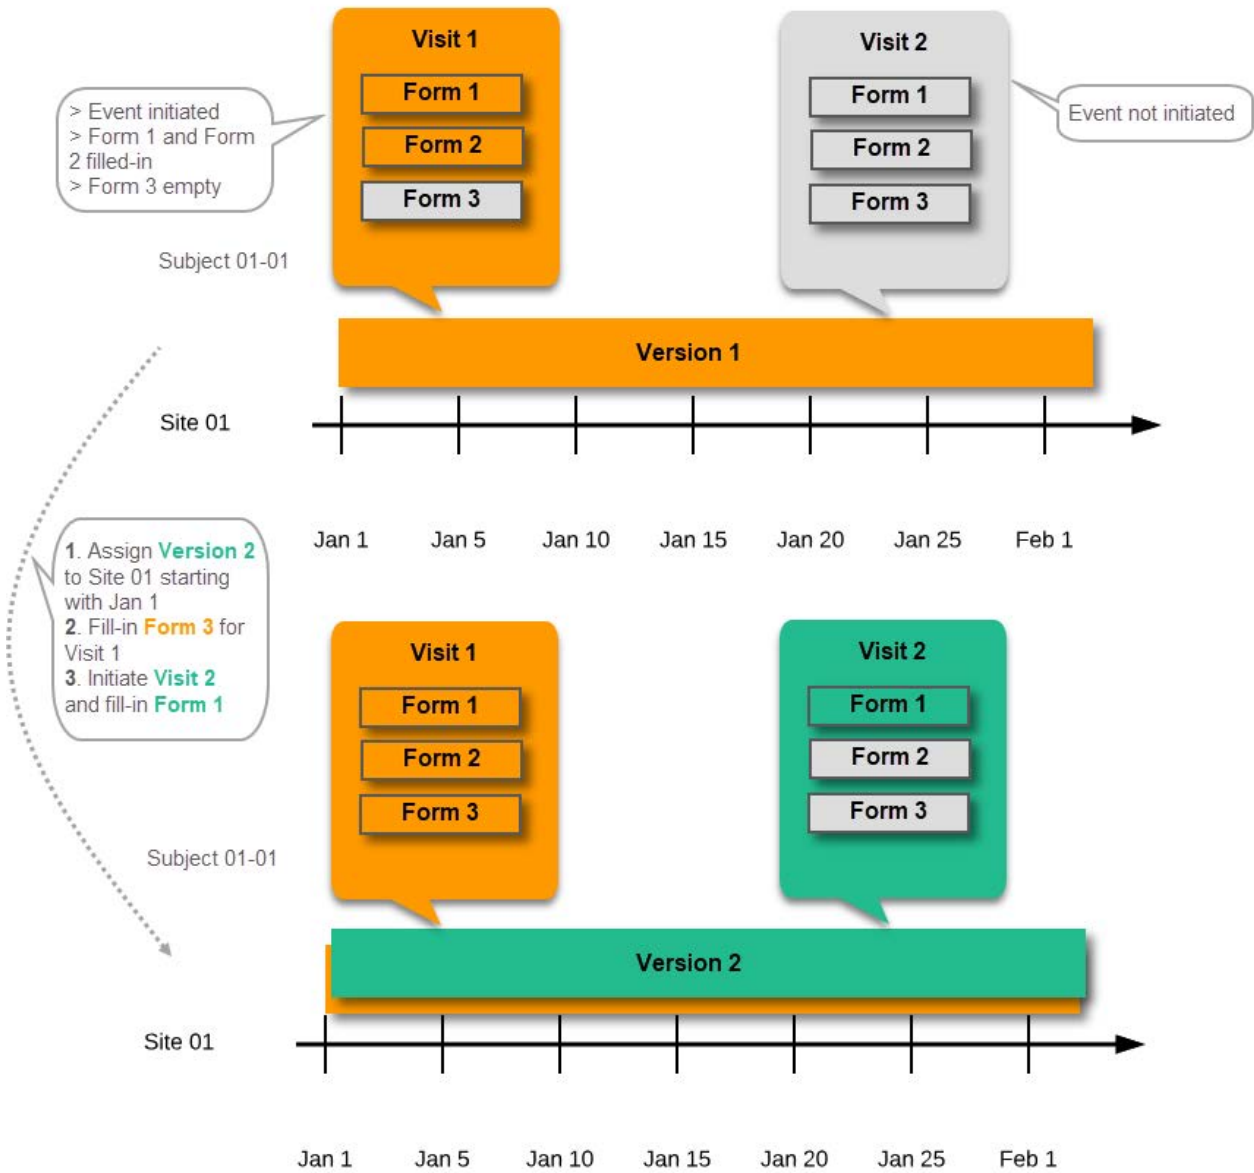 Visit 1
Form 1
Form 2
Form 3
Visit 2
Form 1
Form 2
Form 3
> Event initiated
> Form 1 and Form
2 filled-in
> Form 3 empty
Event not initiated
Subject 01-01
Version 1
Site 01
Jan 1 Jan 5 Jan 10 Jan 15 Jan 20 Jan 25 Feb 1
1. Assign Version 2
to Site 01 starting
with Jan 1
2. Fill-in Form 3 for
Visit 1
3. Initiate Visit 2
and fill-in Form 1
Visit 1
Form 1
Form 2
Form 3
Visit 2
Form 1
Form 2
Form 3
Subject 01-01
Version 2
Site 01
Jan 1 Jan 5 Jan 10 Jan 15 Jan 20 Jan 25 Feb 1